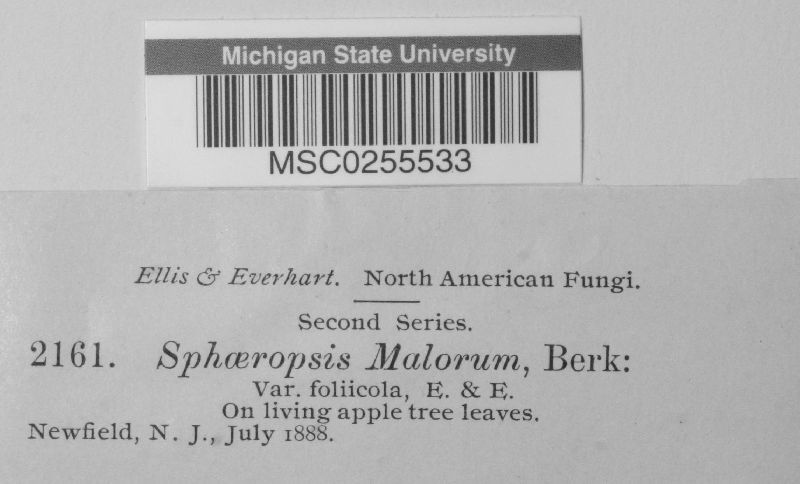 Michigan State University
MSC0255533
Ellis & Everhart. North American Fungi.
Second Series.
2161. Sphæropsis Malorum, Berk:
Var. foliicola, E. & E.
On living apple tree leaves.
Newfield, N. J., July 1888.